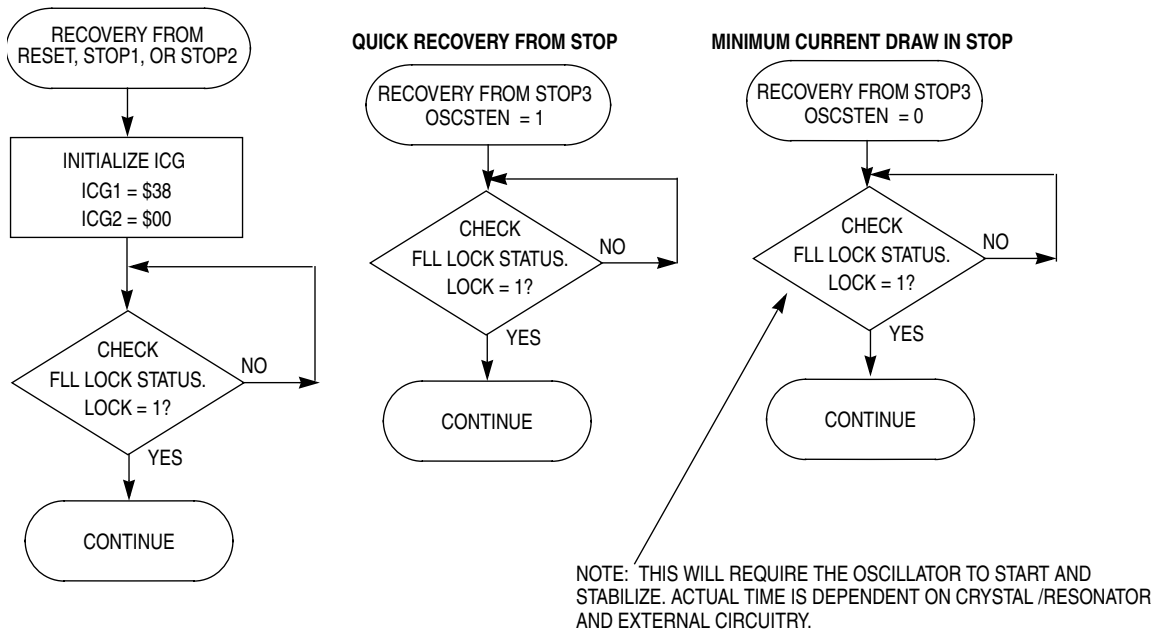 RECOVERY FROM
RESET, STOP1, OR STOP2
INITIALIZE ICG
ICG1 = $38
ICG2 = $00
CHECK
FLL LOCK STATUS.
LOCK = 1?
NO
YES
CONTINUE
QUICK RECOVERY FROM STOP
RECOVERY FROM STOP3
OSCSTEN = 1
CHECK
FLL LOCK STATUS.
LOCK = 1?
NO
YES
CONTINUE
MINIMUM CURRENT DRAW IN STOP
RECOVERY FROM STOP3
OSCSTEN = 0
CHECK
FLL LOCK STATUS.
LOCK = 1?
NO
YES
CONTINUE
NOTE: THIS WILL REQUIRE THE OSCILLATOR TO START AND
STABILIZE. ACTUAL TIME IS DEPENDENT ON CRYSTAL /RESONATOR
AND EXTERNAL CIRCUITRY.